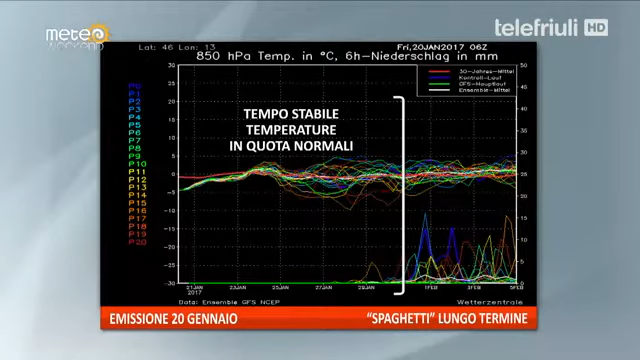 meteo
WEEKEND
telefriuli HD
Lat: 46 Lon: 13
Fri,20JAN2017 06Z
850 hPa Temp. in °C, 6h-Niederschlag in mm
30-Jahres-Mittel
Kontroll-Lauf
GFS-Hauptlauf
Ensemble-Mittel
P0
P1
P2
P3
P4
P5
P6
P7
P8
P9
P10
P11
P12
P13
P14
P15
P16
P17
P18
P19
P20
30
25
20
15
10
5
0
-5
-10
-15
-20
-25
-30
50
45
40
35
30
25
20
15
10
5
0
TEMPO STABILE
TEMPERATURE
IN QUOTA NORMALI
21JAN 23JAN 25JAN 27JAN 29JAN 1FEB 3FEB 5FEB
2017
Data: Ensemble GFS NCEP
Wetterzentrale
EMISSIONE 20 GENNAIO
“SPAGHETTI” LUNGO TERMINE